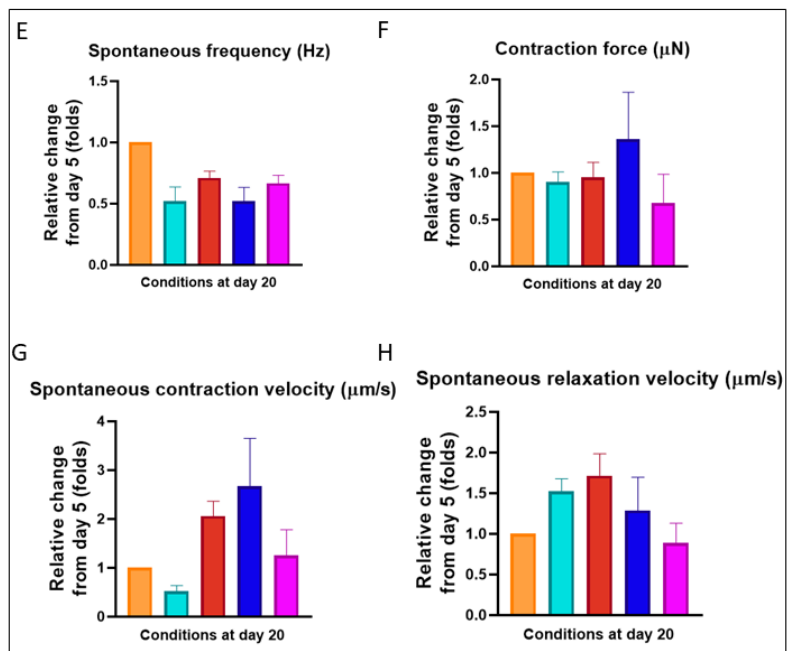 E
Spontaneous frequency (Hz)
Relative change
from day 5 (folds)
1.5
1.0
0.5
0.0
Conditions at day 20
F
Contraction force (μN)
Relative change
from day 5 (folds)
2.0
1.5
1.0
0.5
0.0
Conditions at day 20
G
Spontaneous contraction velocity (μm/s)
Relative change
from day 5 (folds)
4
3
2
1
0
Conditions at day 20
H
Spontaneous relaxation velocity (μm/s)
Relative change
from day 5 (folds)
2.5
2.0
1.5
1.0
0.5
0.0
Conditions at day 20